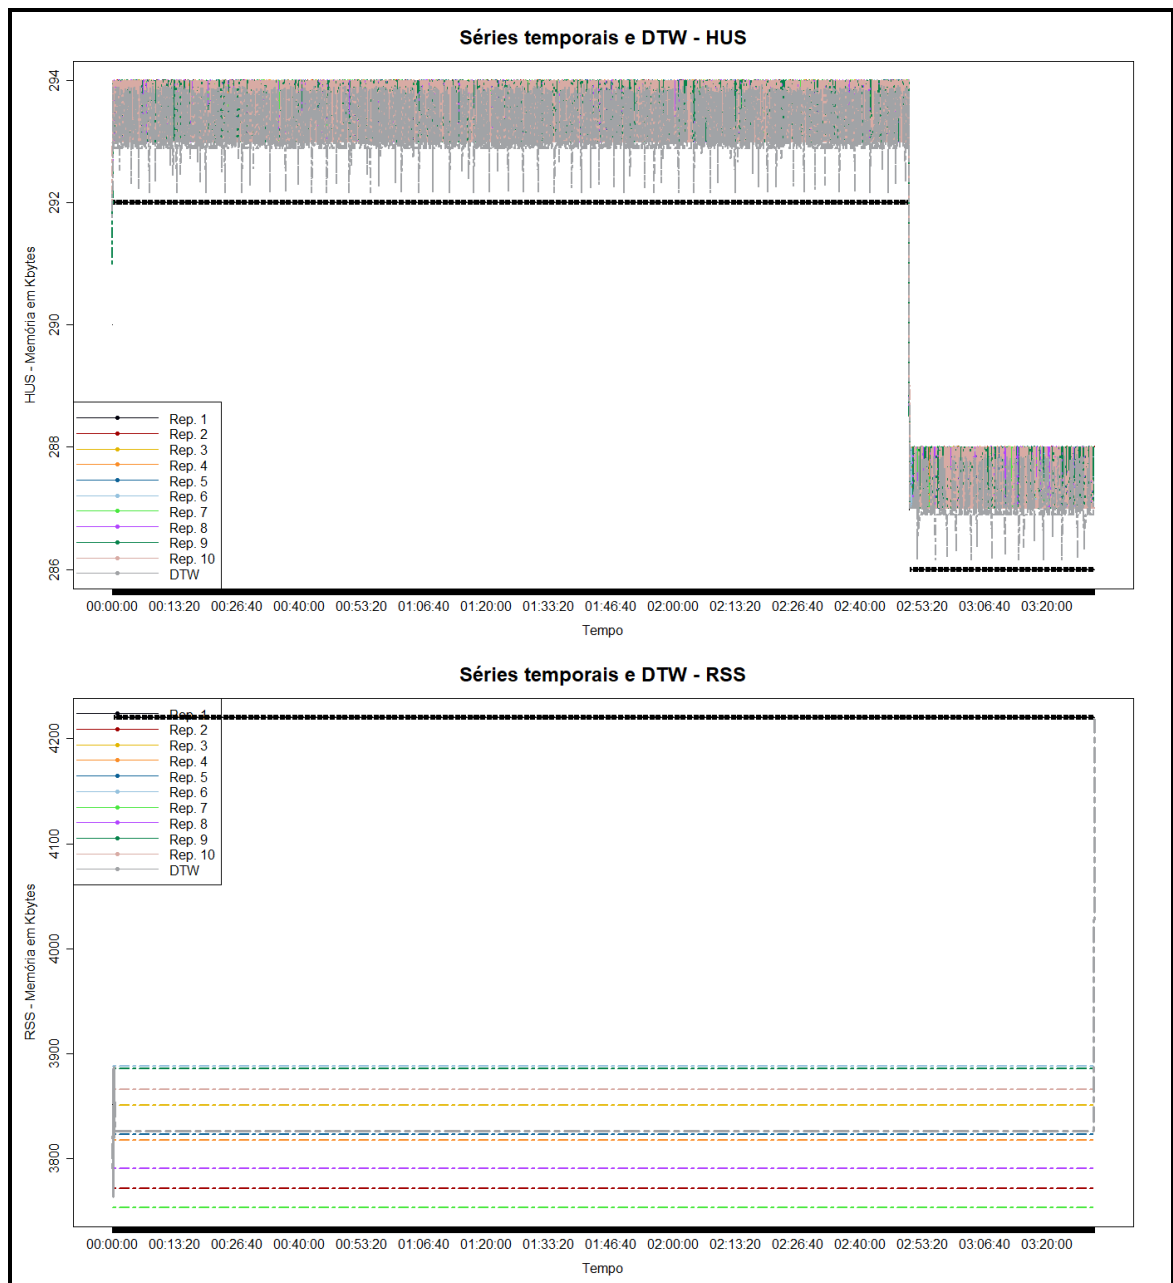 Séries temporais e DTW - HUS
HUS - Memória em Kbytes
294
292
290
288
286
Rep. 1
Rep. 2
Rep. 3
Rep. 4
Rep. 5
Rep. 6
Rep. 7
Rep. 8
Rep. 9
Rep. 10
DTW
00:00:00 00:13:20 00:26:40 00:40:00 00:53:20 01:06:40 01:20:00 01:33:20 01:46:40 02:00:00 02:13:20 02:26:40 02:40:00 02:53:20 03:06:40 03:20:00
Tempo
Séries temporais e DTW - RSS
RSS - Memória em Kbytes
4200
4100
4000
3900
3800
Rep. 1
Rep. 2
Rep. 3
Rep. 4
Rep. 5
Rep. 6
Rep. 7
Rep. 8
Rep. 9
Rep. 10
DTW
00:00:00 00:13:20 00:26:40 00:40:00 00:53:20 01:06:40 01:20:00 01:33:20 01:46:40 02:00:00 02:13:20 02:26:40 02:40:00 02:53:20 03:06:40 03:20:00
Tempo